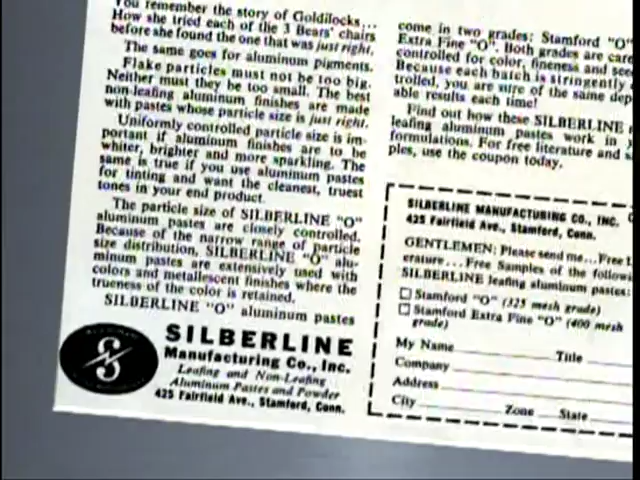 You remember the story of Goldilocks...
How she tried each of the 3 Bears' chairs
before she found the one that was just right.
The same goes for aluminum pigments.
Flake particles must not be too big.
Neither must they be too small. The best
non-leafing aluminum finishes are made
with pastes whose particle size is just right.
Uniformly controlled particle size is im-
portant if aluminum finishes are to be
whiter, brighter and more sparkling. The
same is true if you use aluminum pastes
for tinting and want the cleanest, truest
tones in your end product.
The particle size of SILBERLINE "O"
aluminum pastes are closely controlled.
Because of the narrow range of particle
size distribution, SILBERLINE "O" alu-
minum pastes are extensively used with
colors and metallescent finishes where the
trueness of the color is retained.
SILBERLINE "O" aluminum pastes
come in two grades: Stamford "O"
Extra Fine "O". Both grades are care
controlled for color, fineness and see
Because each batch is stringently
trolled, you are sure of the same dep
able results each time!
Find out how these SILBERLINE
leafing aluminum pastes work in
formulations. For free literature and
ples, use the coupon today.
SILBERLINE MANUFACTURING CO., INC.
425 Fairfield Ave., Stamford, Conn.
GENTLEMEN: Please send me...Free L
erature...Free Samples of the followi
SILBERLINE leafing aluminum pastes:
Stamford "O" (325 mesh grade)
Stamford Extra Fine "O" (400 mesh
grade)
My Name Title
Company
Address
City Zone State
S
SILBERLINE
Manufacturing Co., Inc.
Leafing and Non-Leafing
Aluminum Pastes and Powder
425 Fairfield Ave., Stamford, Conn.